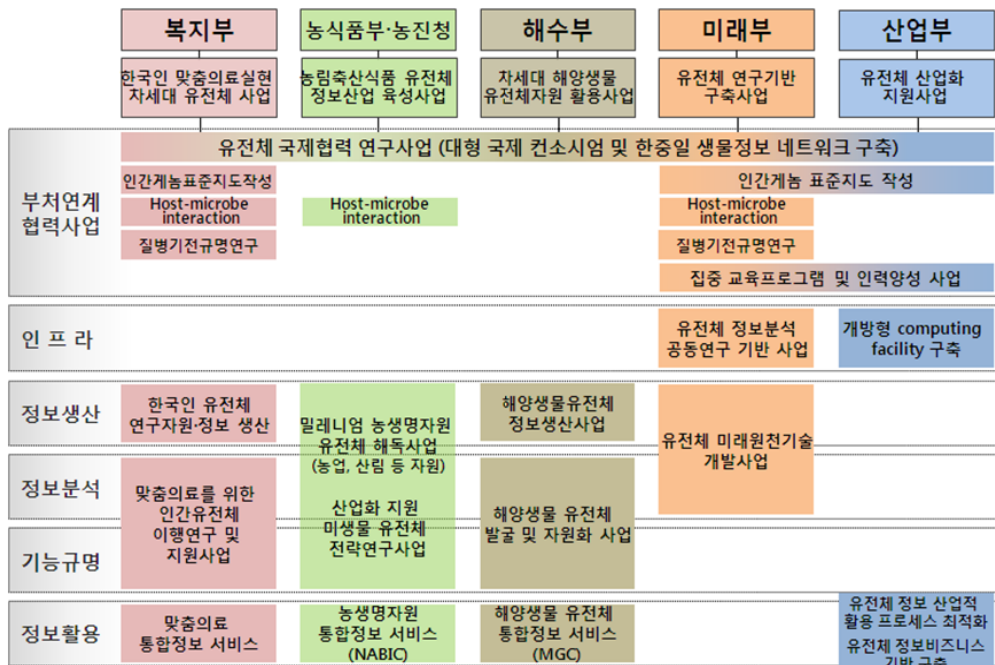 복지부
농식품부·농진청
해수부
미래부
산업부
한국인 맞춤의료실현
차세대 유전체 사업
농림축산식품 유전체
정보산업 육성사업
차세대 해양생물
유전체자원 활용사업
유전체 연구기반
구축사업
유전체 산업화
지원사업
부처연계
협력사업
유전체 국제협력 연구사업 (대형 국제 컨소시엄 및 한중일 생물정보 네트워크 구축)
인간게놈표준지도작성
인간게놈 표준지도 작성
Host-microbe
interaction
Host-microbe
interaction
Host-microbe
interaction
질병기전규명연구
질병기전규명연구
집중 교육프로그램 및 인력양성 사업
인 프 라
유전체 정보분석
공동연구 기반 사업
개방형 computing
facility 구축
정보생산
한국인 유전체
연구자원·정보 생산
밀레니엄 농생명자원
유전체 해독사업
(농업, 산림 등 자원)
해양생물유전체
정보생산사업
유전체 미래원천기술
개발사업
정보분석
맞춤의료를 위한
인간유전체
이행연구 및
지원사업
산업화 지원
미생물 유전체
전략연구사업
해양생물 유전체
발굴 및 자원화 사업
기능규명
정보활용
맞춤의료
통합정보 서비스
농생명자원
통합정보 서비스
(NABIC)
해양생물 유전체
통합정보 서비스
(MGC)
유전체 정보 산업적
활용 프로세스 최적화
유전체 정보비즈니스
기반 구축